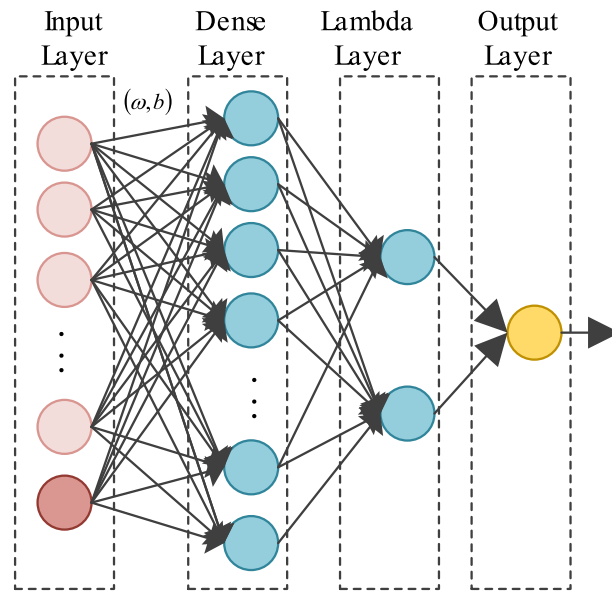 Input
Layer
Dense
Layer
Lambda
Layer
Output
Layer
(ω,b)